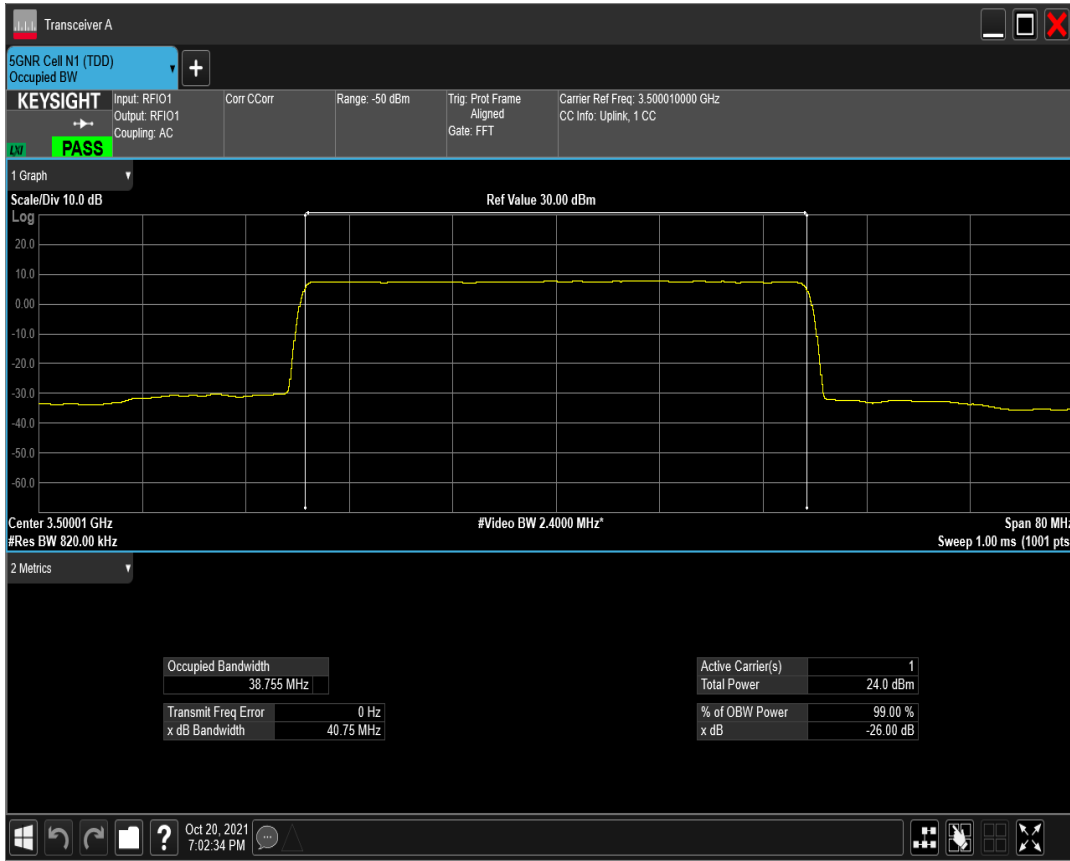 Transceiver A
5GNR Cell N1 (TDD)
Occupied BW
+
KEYSIGHT
LXI
PASS
Input: RFIO1
Output: RFIO1
Coupling: AC
Corr CCorr
Range: -50 dBm
Trig: Prot Frame
Aligned
Gate: FFT
Carrier Ref Freq: 3.500010000 GHz
CC Info: Uplink, 1 CC
1 Graph
Scale/Div 10.0 dB
Ref Value 30.00 dBm
Log
20.0
10.0
0.00
-10.0
-20.0
-30.0
-40.0
-50.0
-60.0
Center 3.50001 GHz
#Video BW 2.4000 MHz*
Span 80 MHz
#Res BW 820.00 kHz
Sweep 1.00 ms (1001 pts
2 Metrics
Occupied Bandwidth
38.755 MHz
Transmit Freq Error 0 Hz
x dB Bandwidth 40.75 MHz
Active Carrier(s) 1
Total Power 24.0 dBm
% of OBW Power 99.00 %
x dB -26.00 dB
?
Oct 20, 2021
7:02:34 PM